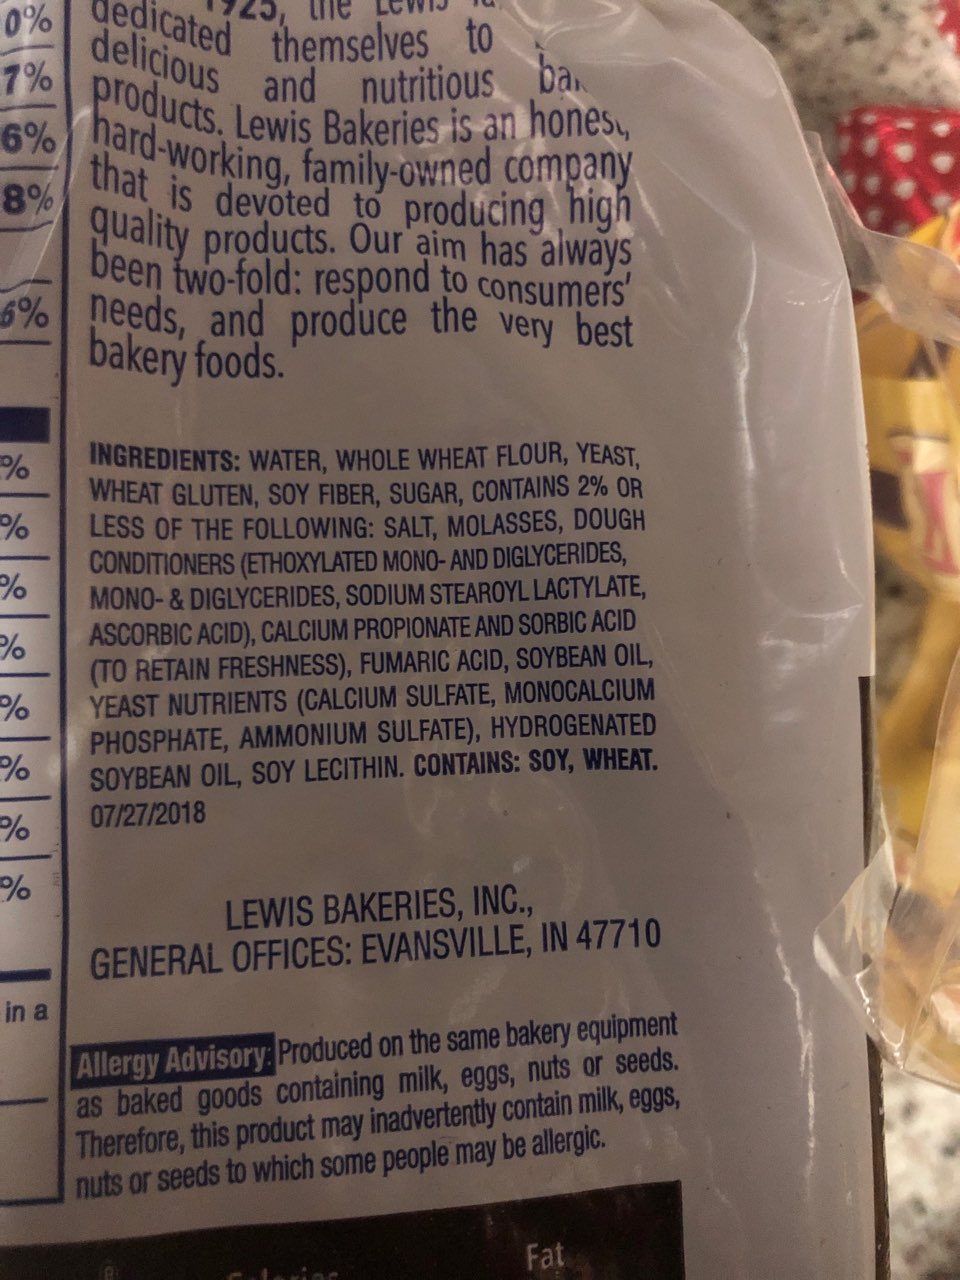 0%
7%
6%
8%
6%
%
%
%
%
%
%
%
%
in a
1925, the Lewis
dedicated themselves to
delicious and nutritious
products. Lewis Bakeries is an honest,
hard-working, family-owned company
that is devoted to producing high
quality products. Our aim has always
been two-fold: respond to consumers'
needs, and produce the very best
bakery foods.
INGREDIENTS: WATER, WHOLE WHEAT FLOUR, YEAST,
WHEAT GLUTEN, SOY FIBER, SUGAR, CONTAINS 2% OR
LESS OF THE FOLLOWING: SALT, MOLASSES, DOUGH
CONDITIONERS (ETHOXYLATED MONO- AND DIGLYCERIDES,
MONO- & DIGLYCERIDES, SODIUM STEAROYL LACTYLATE,
ASCORBIC ACID), CALCIUM PROPIONATE AND SORBIC ACID
(TO RETAIN FRESHNESS), FUMARIC ACID, SOYBEAN OIL,
YEAST NUTRIENTS (CALCIUM SULFATE, MONOCALCIUM
PHOSPHATE, AMMONIUM SULFATE), HYDROGENATED
SOYBEAN OIL, SOY LECITHIN. CONTAINS: SOY, WHEAT.
07/27/2018
LEWIS BAKERIES, INC.,
GENERAL OFFICES: EVANSVILLE, IN 47710
Allergy Advisory: Produced on the same bakery equipment
as baked goods containing milk, eggs, nuts or seeds.
Therefore, this product may inadvertently contain milk, eggs,
nuts or seeds to which some people may be allergic.
Calories Fat